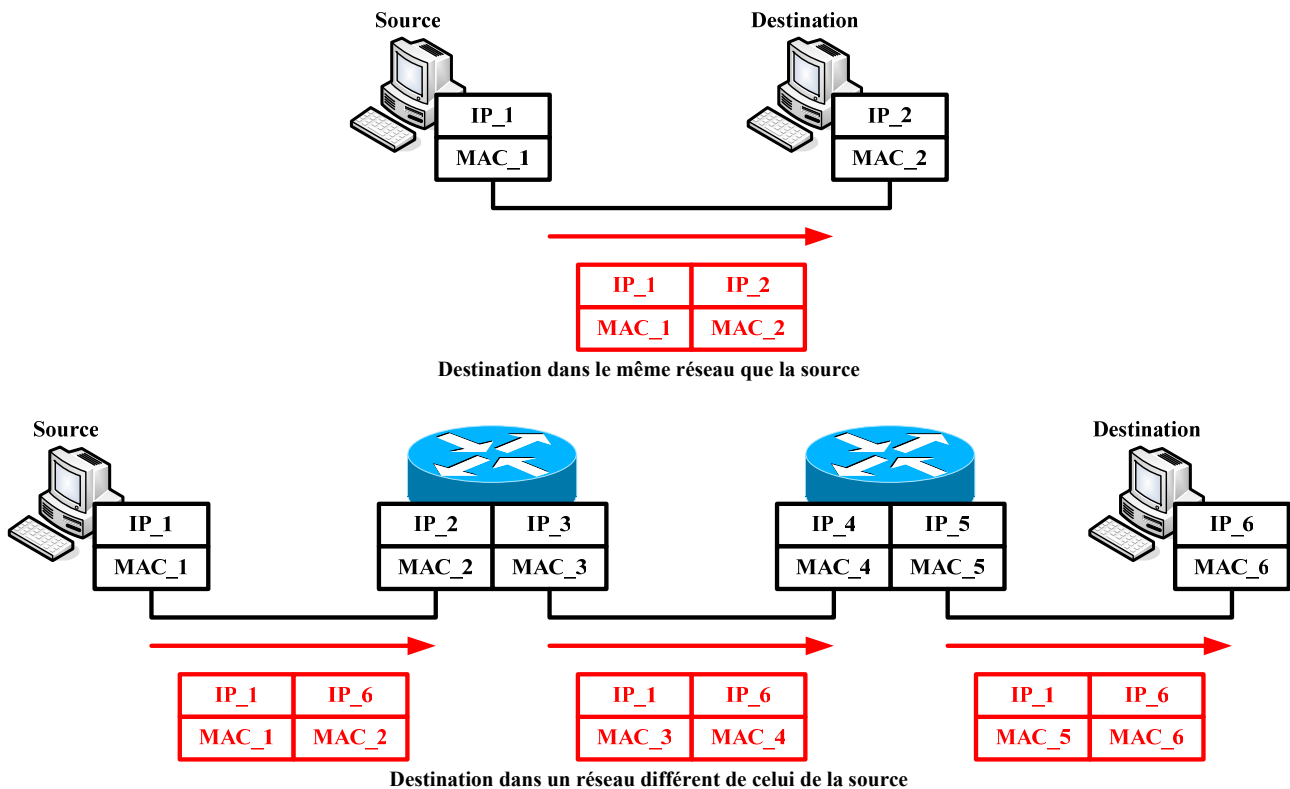 Source Destination
IP_1 IP_2
MAC_1 MAC_2
IP_1 IP_2
MAC_1 MAC_2
Destination dans le même réseau que la source
Source Destination
IP_1 IP_2 IP_3 IP_4 IP_5 IP_6
MAC_1 MAC_2 MAC_3 MAC_4 MAC_5 MAC_6
IP_1 IP_6 IP_1 IP_6 IP_1 IP_6
MAC_1 MAC_2 MAC_3 MAC_4 MAC_5 MAC_6
Destination dans un réseau différent de celui de la source